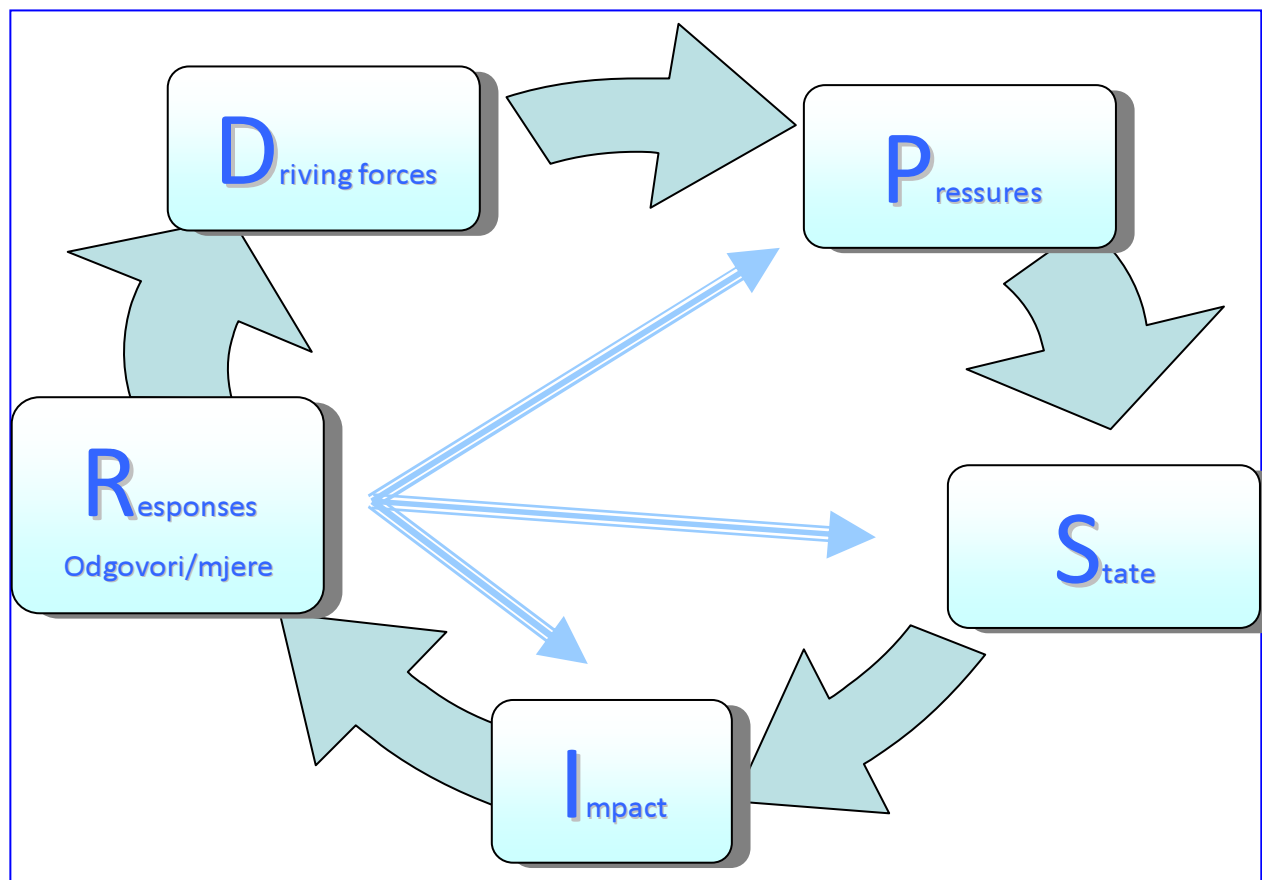 Driving forces
Pressures
Responses
Odgovori/mjere
State
Impact